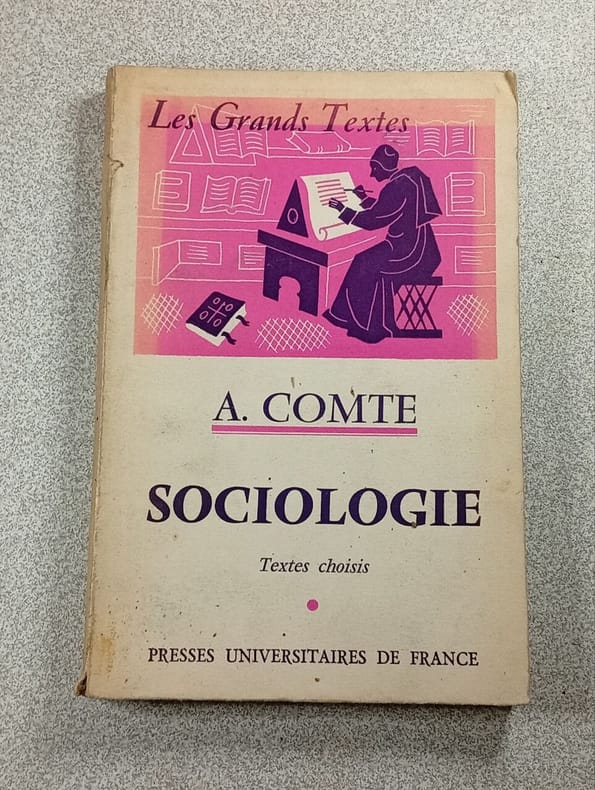 Les Grands Textes
A. COMTE
SOCIOLOGIE
Textes choisis
PRESSES UNIVERSITAIRES DE FRANCE